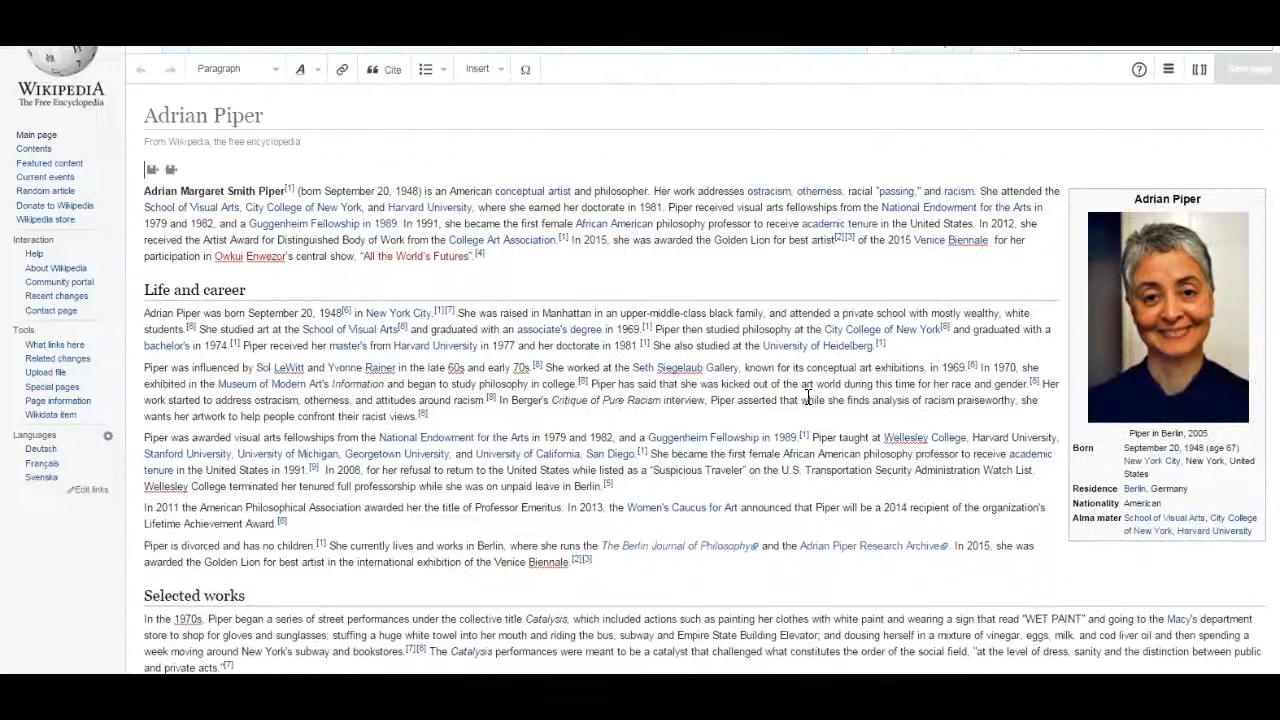 WIKIPEDIA
The Free Encyclopedia
Main page
Contents
Featured content
Current events
Random article
Donate to Wikipedia
Wikipedia store
Interaction
Help
About Wikipedia
Community portal
Recent changes
Contact page
Tools
What links here
Related changes
Upload file
Special pages
Page information
Wikidata item
Languages
Deutsch
Français
Svenska
Edit links
Paragraph A Cite Insert Ω
Save page
Adrian Piper
From Wikipedia, the free encyclopedia
Adrian Margaret Smith Piper[1] (born September 20, 1948) is an American conceptual artist and philosopher. Her work addresses ostracism, otherness, racial "passing," and racism. She attended the
School of Visual Arts, City College of New York, and Harvard University, where she earned her doctorate in 1981. Piper received visual arts fellowships from the National Endowment for the Arts in
1979 and 1982, and a Guggenheim Fellowship in 1989. In 1991, she became the first female African American philosophy professor to receive academic tenure in the United States. In 2012, she
received the Artist Award for Distinguished Body of Work from the College Art Association.[1] In 2015, she was awarded the Golden Lion for best artist[2][3] of the 2015 Venice Biennale for her
participation in Okwui Enwezor's central show, “All the World’s Futures”.[4]
Life and career
Adrian Piper was born September 20, 1948[6] in New York City.[1][7] She was raised in Manhattan in an upper-middle-class black family, and attended a private school with mostly wealthy, white
students.[8] She studied art at the School of Visual Arts[8] and graduated with an associate's degree in 1969.[1] Piper then studied philosophy at the City College of New York[8] and graduated with a
bachelor's in 1974.[1] Piper received her master's from Harvard University in 1977 and her doctorate in 1981.[1] She also studied at the University of Heidelberg.[1]
Piper was influenced by Sol LeWitt and Yvonne Rainer in the late 60s and early 70s.[8] She worked at the Seth Siegelaub Gallery, known for its conceptual art exhibitions, in 1969.[8] In 1970, she
exhibited in the Museum of Modern Art's Information and began to study philosophy in college.[8] Piper has said that she was kicked out of the art world during this time for her race and gender.[8] Her
work started to address ostracism, otherness, and attitudes around racism.[8] In Berger's Critique of Pure Racism interview, Piper asserted that while she finds analysis of racism praiseworthy, she
wants her artwork to help people confront their racist views.[8]
Piper was awarded visual arts fellowships from the National Endowment for the Arts in 1979 and 1982, and a Guggenheim Fellowship in 1989.[1] Piper taught at Wellesley College, Harvard University,
Stanford University, University of Michigan, Georgetown University, and University of California, San Diego.[1] She became the first female African American philosophy professor to receive academic
tenure in the United States in 1991.[9] In 2008, for her refusal to return to the United States while listed as a “Suspicious Traveler” on the U.S. Transportation Security Administration Watch List,
Wellesley College terminated her tenured full professorship while she was on unpaid leave in Berlin.[5]
In 2011 the American Philosophical Association awarded her the title of Professor Emeritus. In 2013, the Women's Caucus for Art announced that Piper will be a 2014 recipient of the organization's
Lifetime Achievement Award.[6]
Piper is divorced and has no children.[1] She currently lives and works in Berlin, where she runs the The Berlin Journal of Philosophy and the Adrian Piper Research Archive. In 2015, she was
awarded the Golden Lion for best artist in the international exhibition of the Venice Biennale.[2][3]
Selected works
In the 1970s, Piper began a series of street performances under the collective title Catalysis, which included actions such as painting her clothes with white paint and wearing a sign that read "WET PAINT" and going to the Macy's department
store to shop for gloves and sunglasses; stuffing a huge white towel into her mouth and riding the bus, subway and Empire State Building Elevator; and dousing herself in a mixture of vinegar, eggs, milk, and cod liver oil and then spending a
week moving around New York's subway and bookstores.[7][8] The Catalysis performances were meant to be a catalyst that challenged what constitutes the order of the social field, "at the level of dress, sanity and the distinction between public
and private acts."[7]
Adrian Piper
Piper in Berlin, 2005
Born September 20, 1948 (age 67)
New York City, New York, United
States
Residence Berlin, Germany
Nationality American
Alma mater School of Visual Arts, City College
of New York, Harvard University